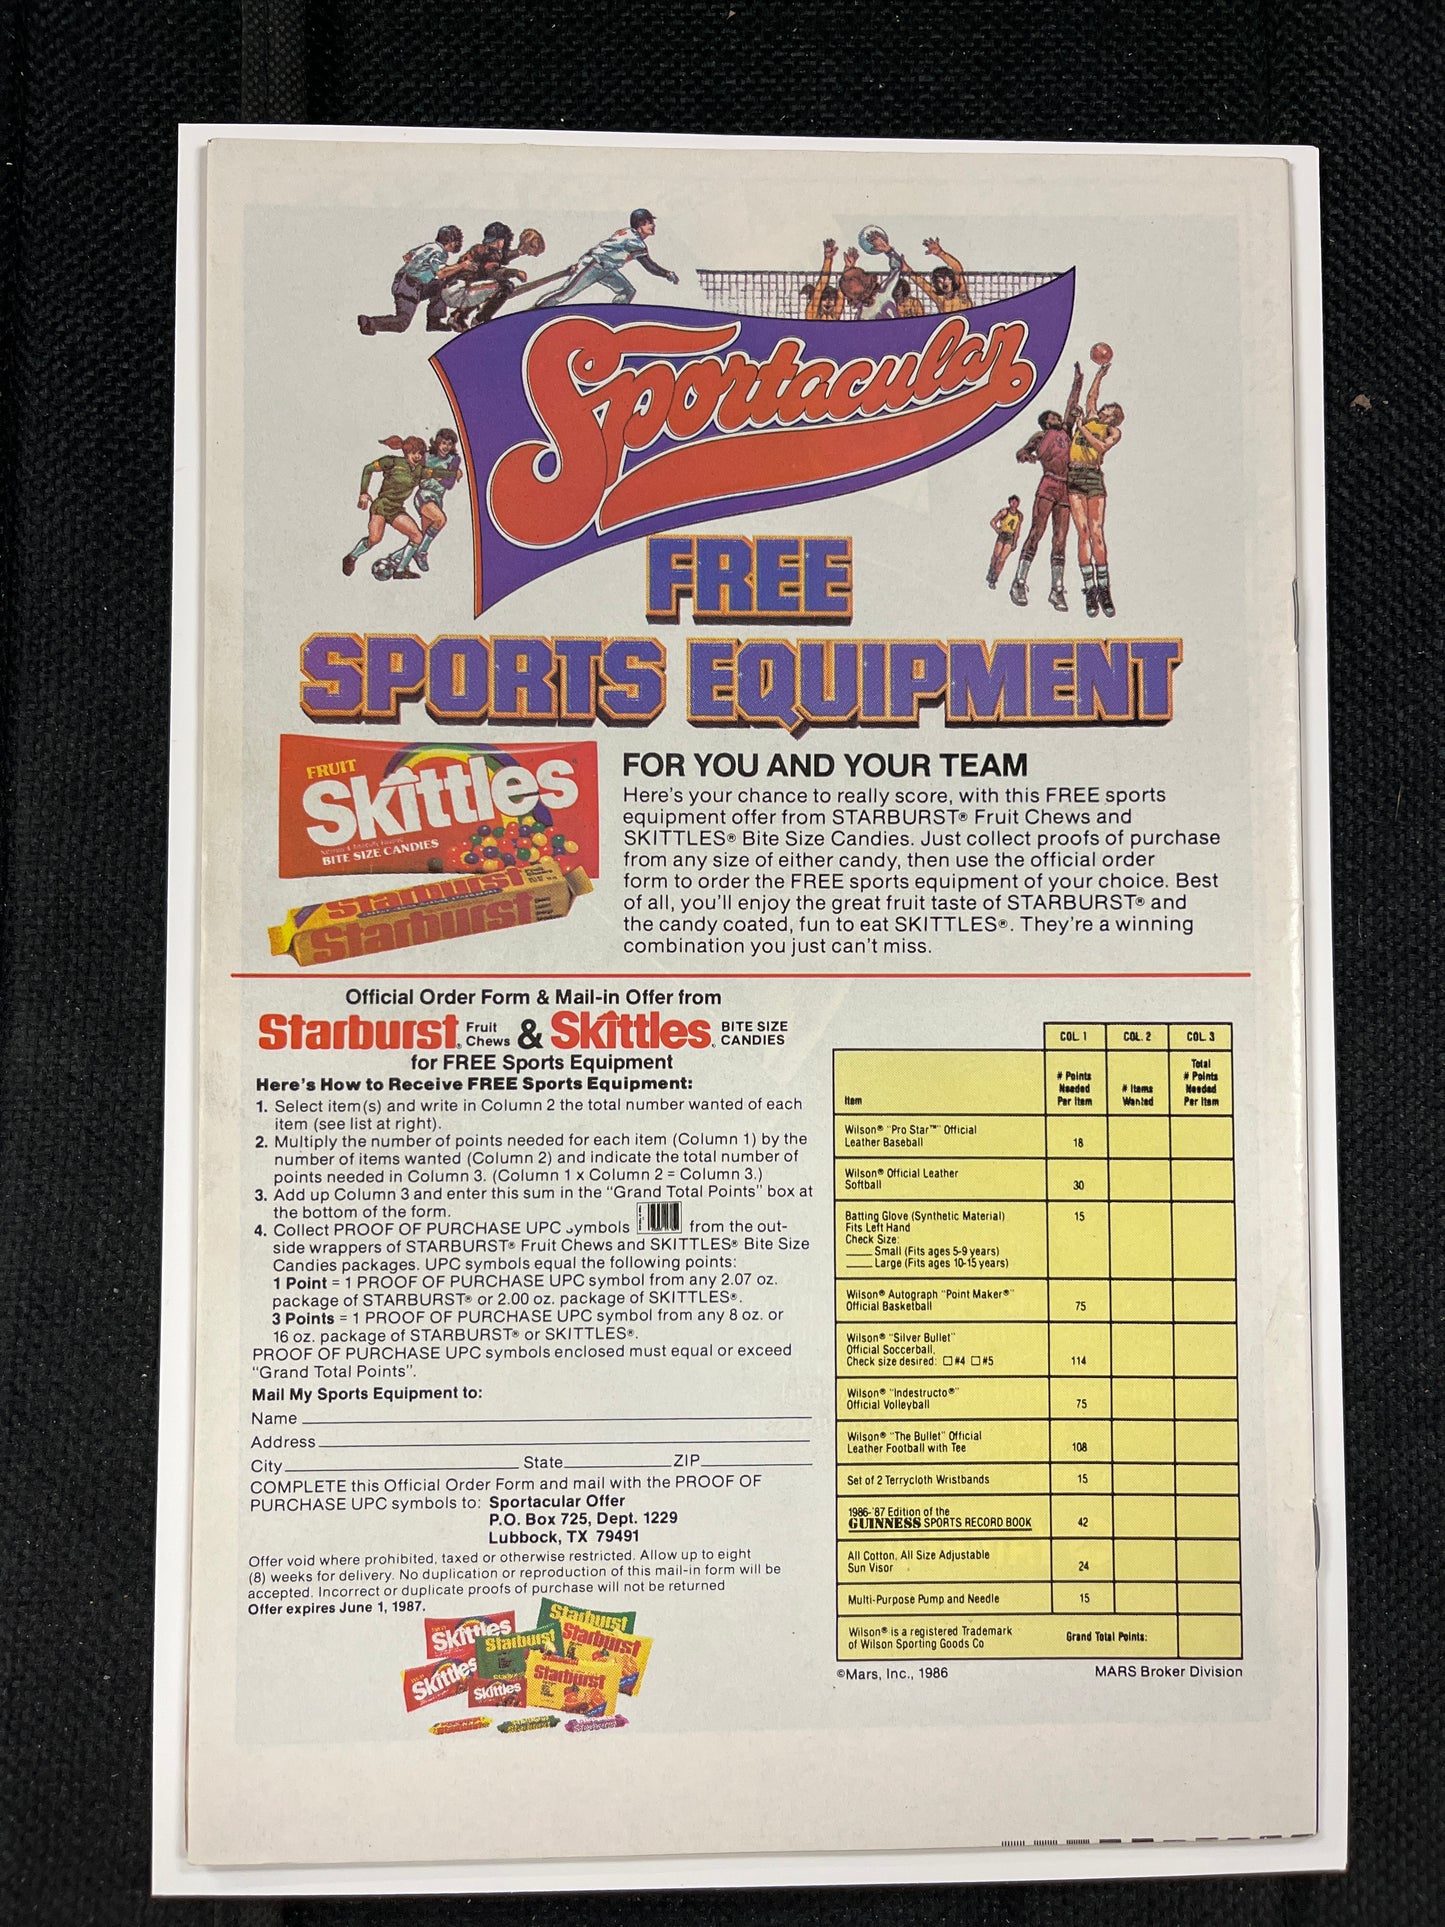 Sportacular
FREE
SPORTS EQUIPMENT
FRUIT
Skittles
BITE SIZE CANDIES
Starburst
Starburst
FOR YOU AND YOUR TEAM
Here's your chance to really score, with this FREE sports
equipment offer from STARBURST® Fruit Chews and
SKITTLES® Bite Size Candies. Just collect proofs of purchase
from any size of either candy, then use the official order
form to order the FREE sports equipment of your choice. Best
of all, you'll enjoy the great fruit taste of STARBURST® and
the candy coated, fun to eat SKITTLES®. They're a winning
combination you just can't miss.
Official Order Form & Mail-in Offer from
Starburst® Fruit Chews & Skittles® BITE SIZE CANDIES
for FREE Sports Equipment
Here's How to Receive FREE Sports Equipment:
1. Select item(s) and write in Column 2 the total number wanted of each
item (see list at right).
2. Multiply the number of points needed for each item (Column 1) by the
number of items wanted (Column 2) and indicate the total number of
points needed in Column 3. (Column 1 x Column 2 = Column 3.)
3. Add up Column 3 and enter this sum in the "Grand Total Points" box at
the bottom of the form.
4. Collect PROOF OF PURCHASE UPC symbols from the out-
side wrappers of STARBURST® Fruit Chews and SKITTLES® Bite Size
Candies packages. UPC symbols equal the following points:
1 Point = 1 PROOF OF PURCHASE UPC symbol from any 2.07 oz.
package of STARBURST® or 2.00 oz. package of SKITTLES®.
3 Points = 1 PROOF OF PURCHASE UPC symbol from any 8 oz. or
16 oz. package of STARBURST® or SKITTLES®.
PROOF OF PURCHASE UPC symbols enclosed must equal or exceed
"Grand Total Points".
Mail My Sports Equipment to:
Name
Address
City State ZIP
COMPLETE this Official Order Form and mail with the PROOF OF
PURCHASE UPC symbols to: Sportacular Offer
P.O. Box 725, Dept. 1229
Lubbock, TX 79491
Offer void where prohibited, taxed or otherwise restricted. Allow up to eight
(8) weeks for delivery. No duplication or reproduction of this mail-in form will be
accepted. Incorrect or duplicate proofs of purchase will not be returned
Offer expires June 1, 1987.
Skittles
Starburst
Starburst
Starburst
Skittles
Skittles
Starburst
COL. 1 COL. 2 COL. 3
Item
# Points Needed Per Item
# Items Wanted
Total # Points Needed Per Item
Wilson® "Pro Star™" Official
Leather Baseball 18
Wilson® Official Leather
Softball 30
Batting Glove (Synthetic Material) 15
Fits Left Hand
Check Size:
Small (Fits ages 5-9 years)
Large (Fits ages 10-15 years)
Wilson® Autograph "Point Maker®"
Official Basketball 75
Wilson® "Silver Bullet"
Official Soccerball,
Check size desired: ☐ #4 ☐ #5 114
Wilson® "Indestructo®"
Official Volleyball 75
Wilson® "The Bullet" Official
Leather Football with Tee 108
Set of 2 Terrycloth Wristbands 15
1986-'87 Edition of the
GUINNESS SPORTS RECORD BOOK 42
All Cotton, All Size Adjustable
Sun Visor 24
Multi-Purpose Pump and Needle 15
Wilson® is a registered Trademark
of Wilson Sporting Goods Co
Grand Total Points:
©Mars, Inc., 1986 MARS Broker Division